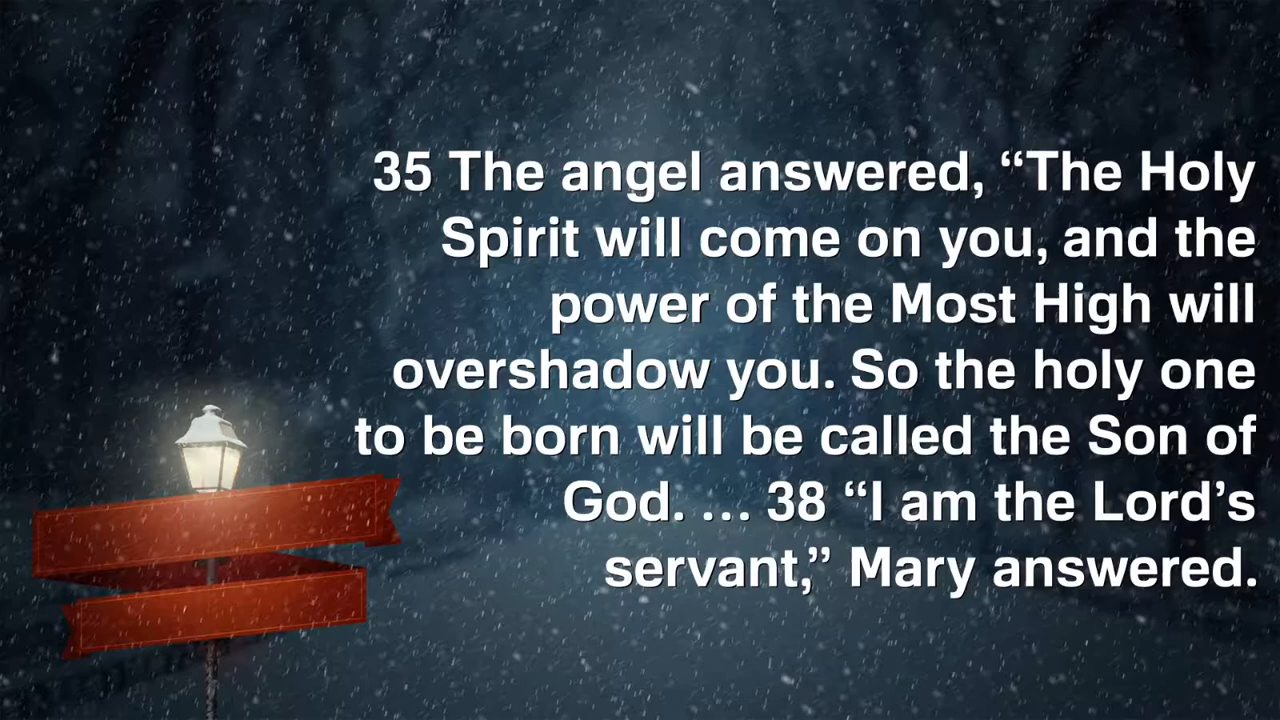 35 The angel answered, “The Holy
Spirit will come on you, and the
power of the Most High will
overshadow you. So the holy one
to be born will be called the Son of
God. … 38 “I am the Lord’s
servant,” Mary answered.